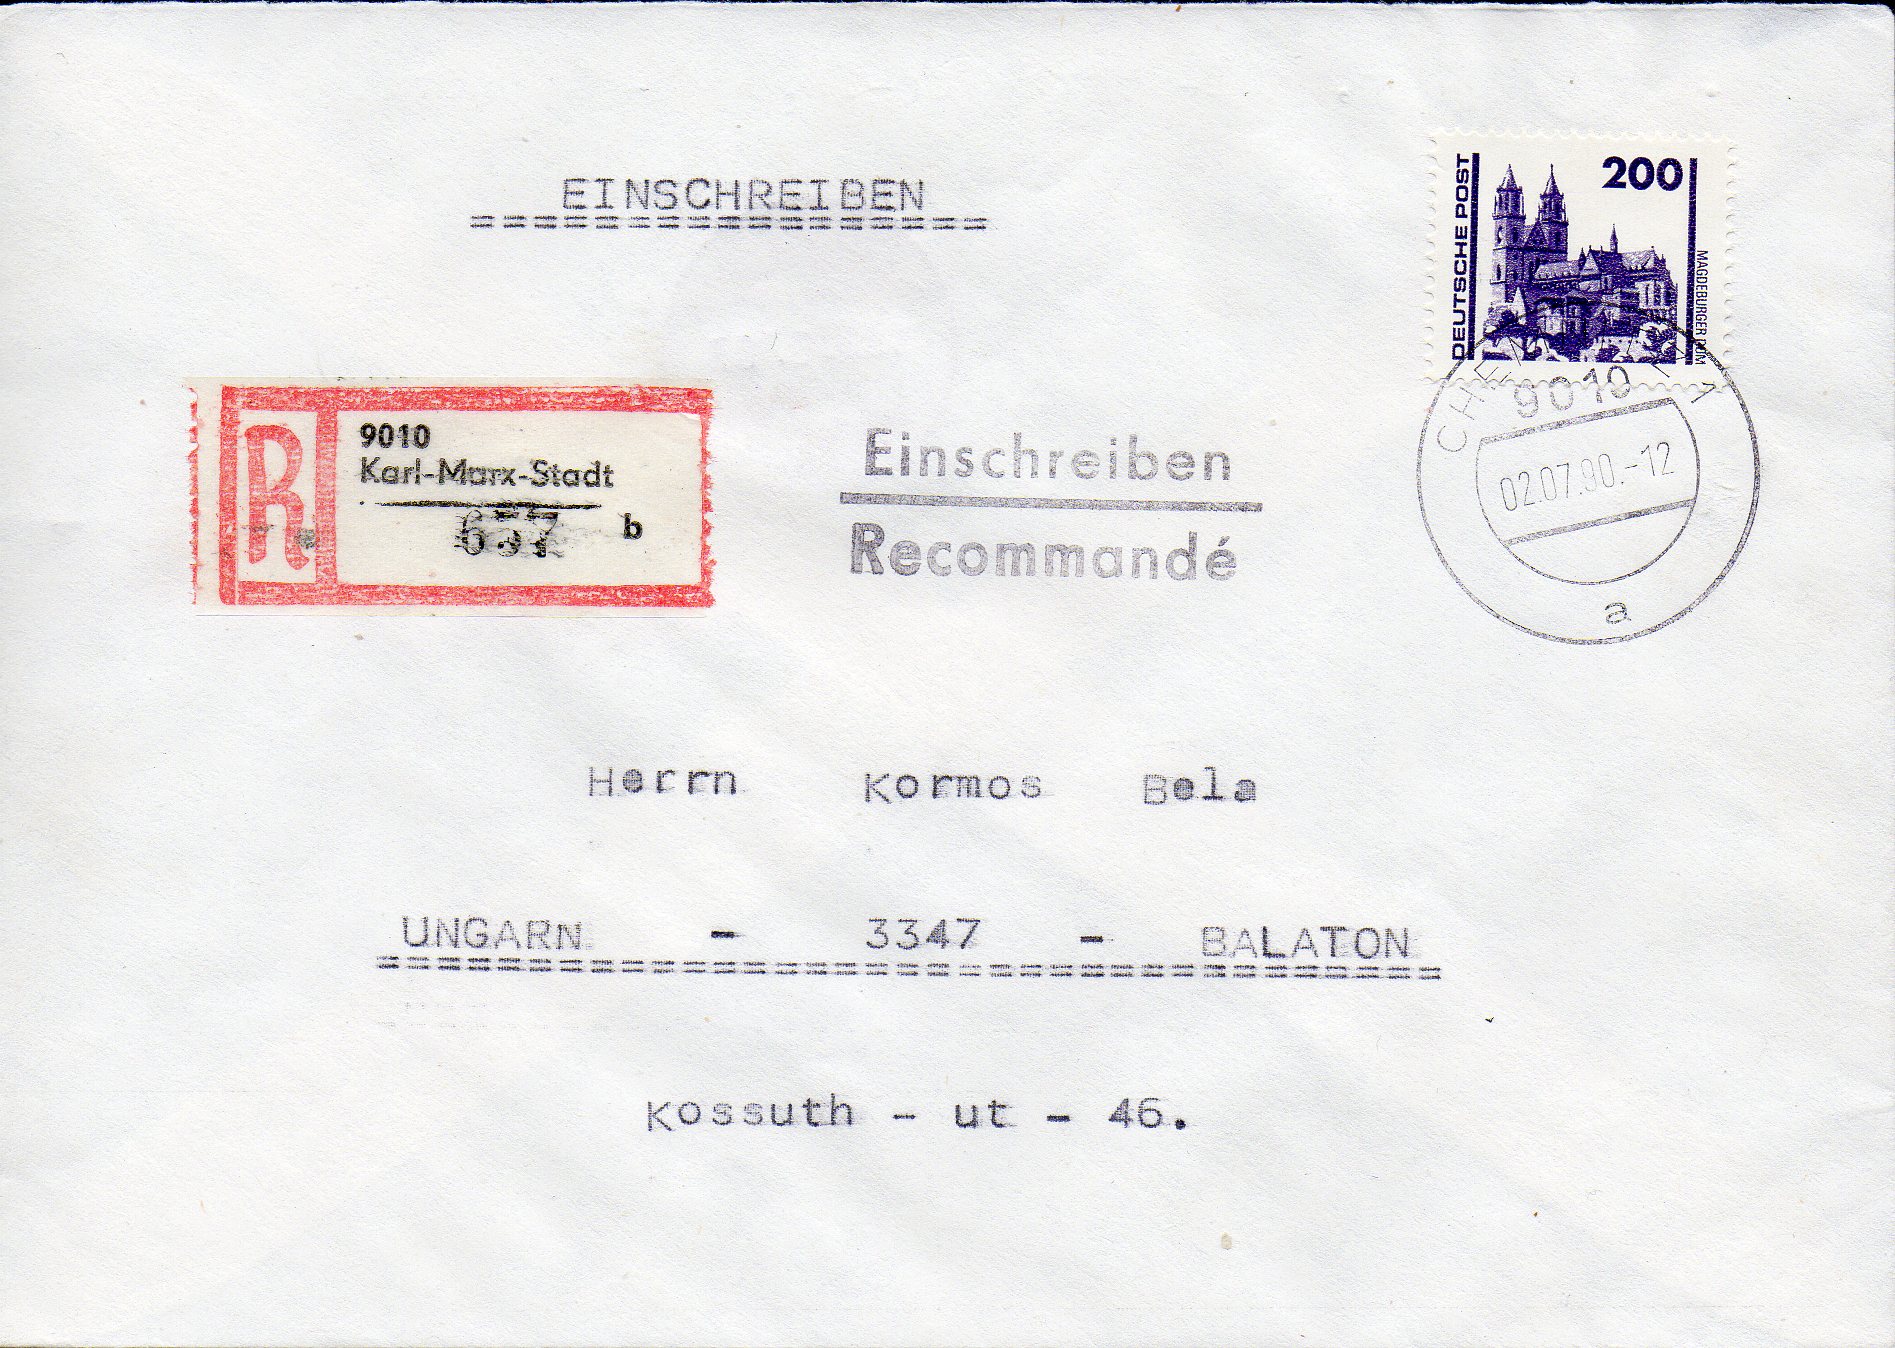 EINSCHREIBEN
==================
200
DEUTSCHE POST
MAGDEBURGER DOM
9010
Karl-Marx-Stadt
657 b
R
Einschreiben
Recommandé
9010
02.07.90.-12
a
Herrn Kormos Bela
UNGARN - 3347 - BALATON
===================================
Kossuth - ut - 46.